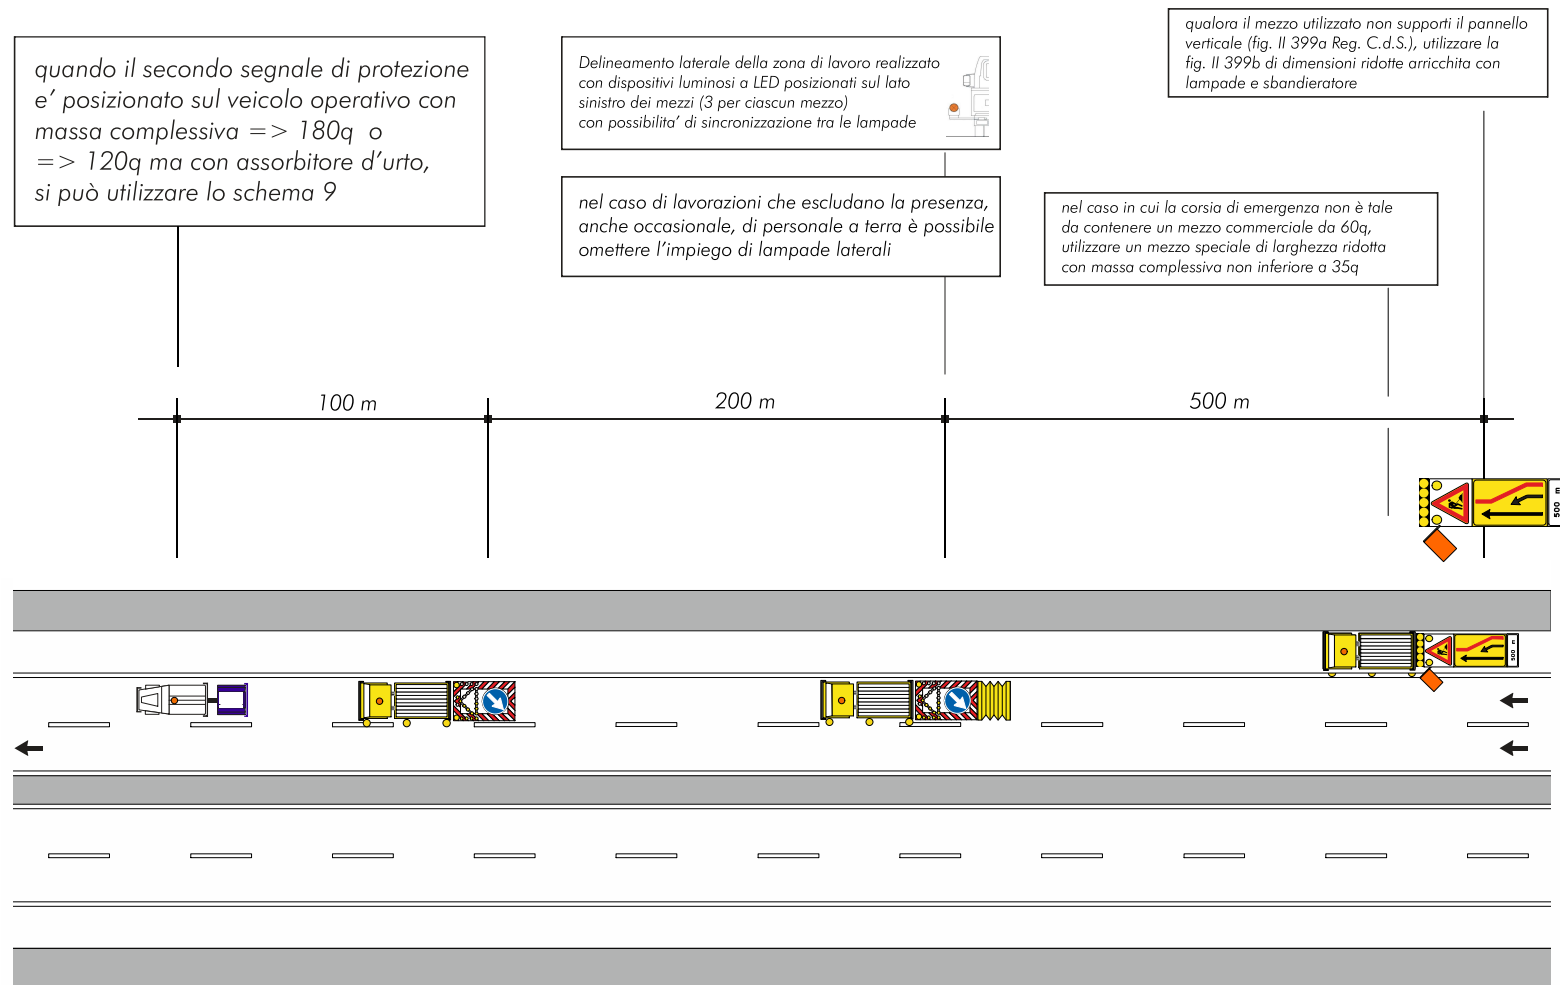 qualora il mezzo utilizzato non supporti il pannello
verticale (fig. II 399a Reg. C.d.S.), utilizzare la
fig. II 399b di dimensioni ridotte arricchita con
lampade e sbandieratore
quando il secondo segnale di protezione
e' posizionato sul veicolo operativo con
massa complessiva => 180q o
=> 120q ma con assorbitore d'urto,
si può utilizzare lo schema 9
Delineamento laterale della zona di lavoro realizzato
con dispositivi luminosi a LED posizionati sul lato
sinistro dei mezzi (3 per ciascun mezzo)
con possibilita' di sincronizzazione tra le lampade
nel caso di lavorazioni che escludano la presenza,
anche occasionale, di personale a terra è possibile
omettere l'impiego di lampade laterali
nel caso in cui la corsia di emergenza non è tale
da contenere un mezzo commerciale da 60q,
utilizzare un mezzo speciale di larghezza ridotta
con massa complessiva non inferiore a 35q
100 m
200 m
500 m
500 m
500 m